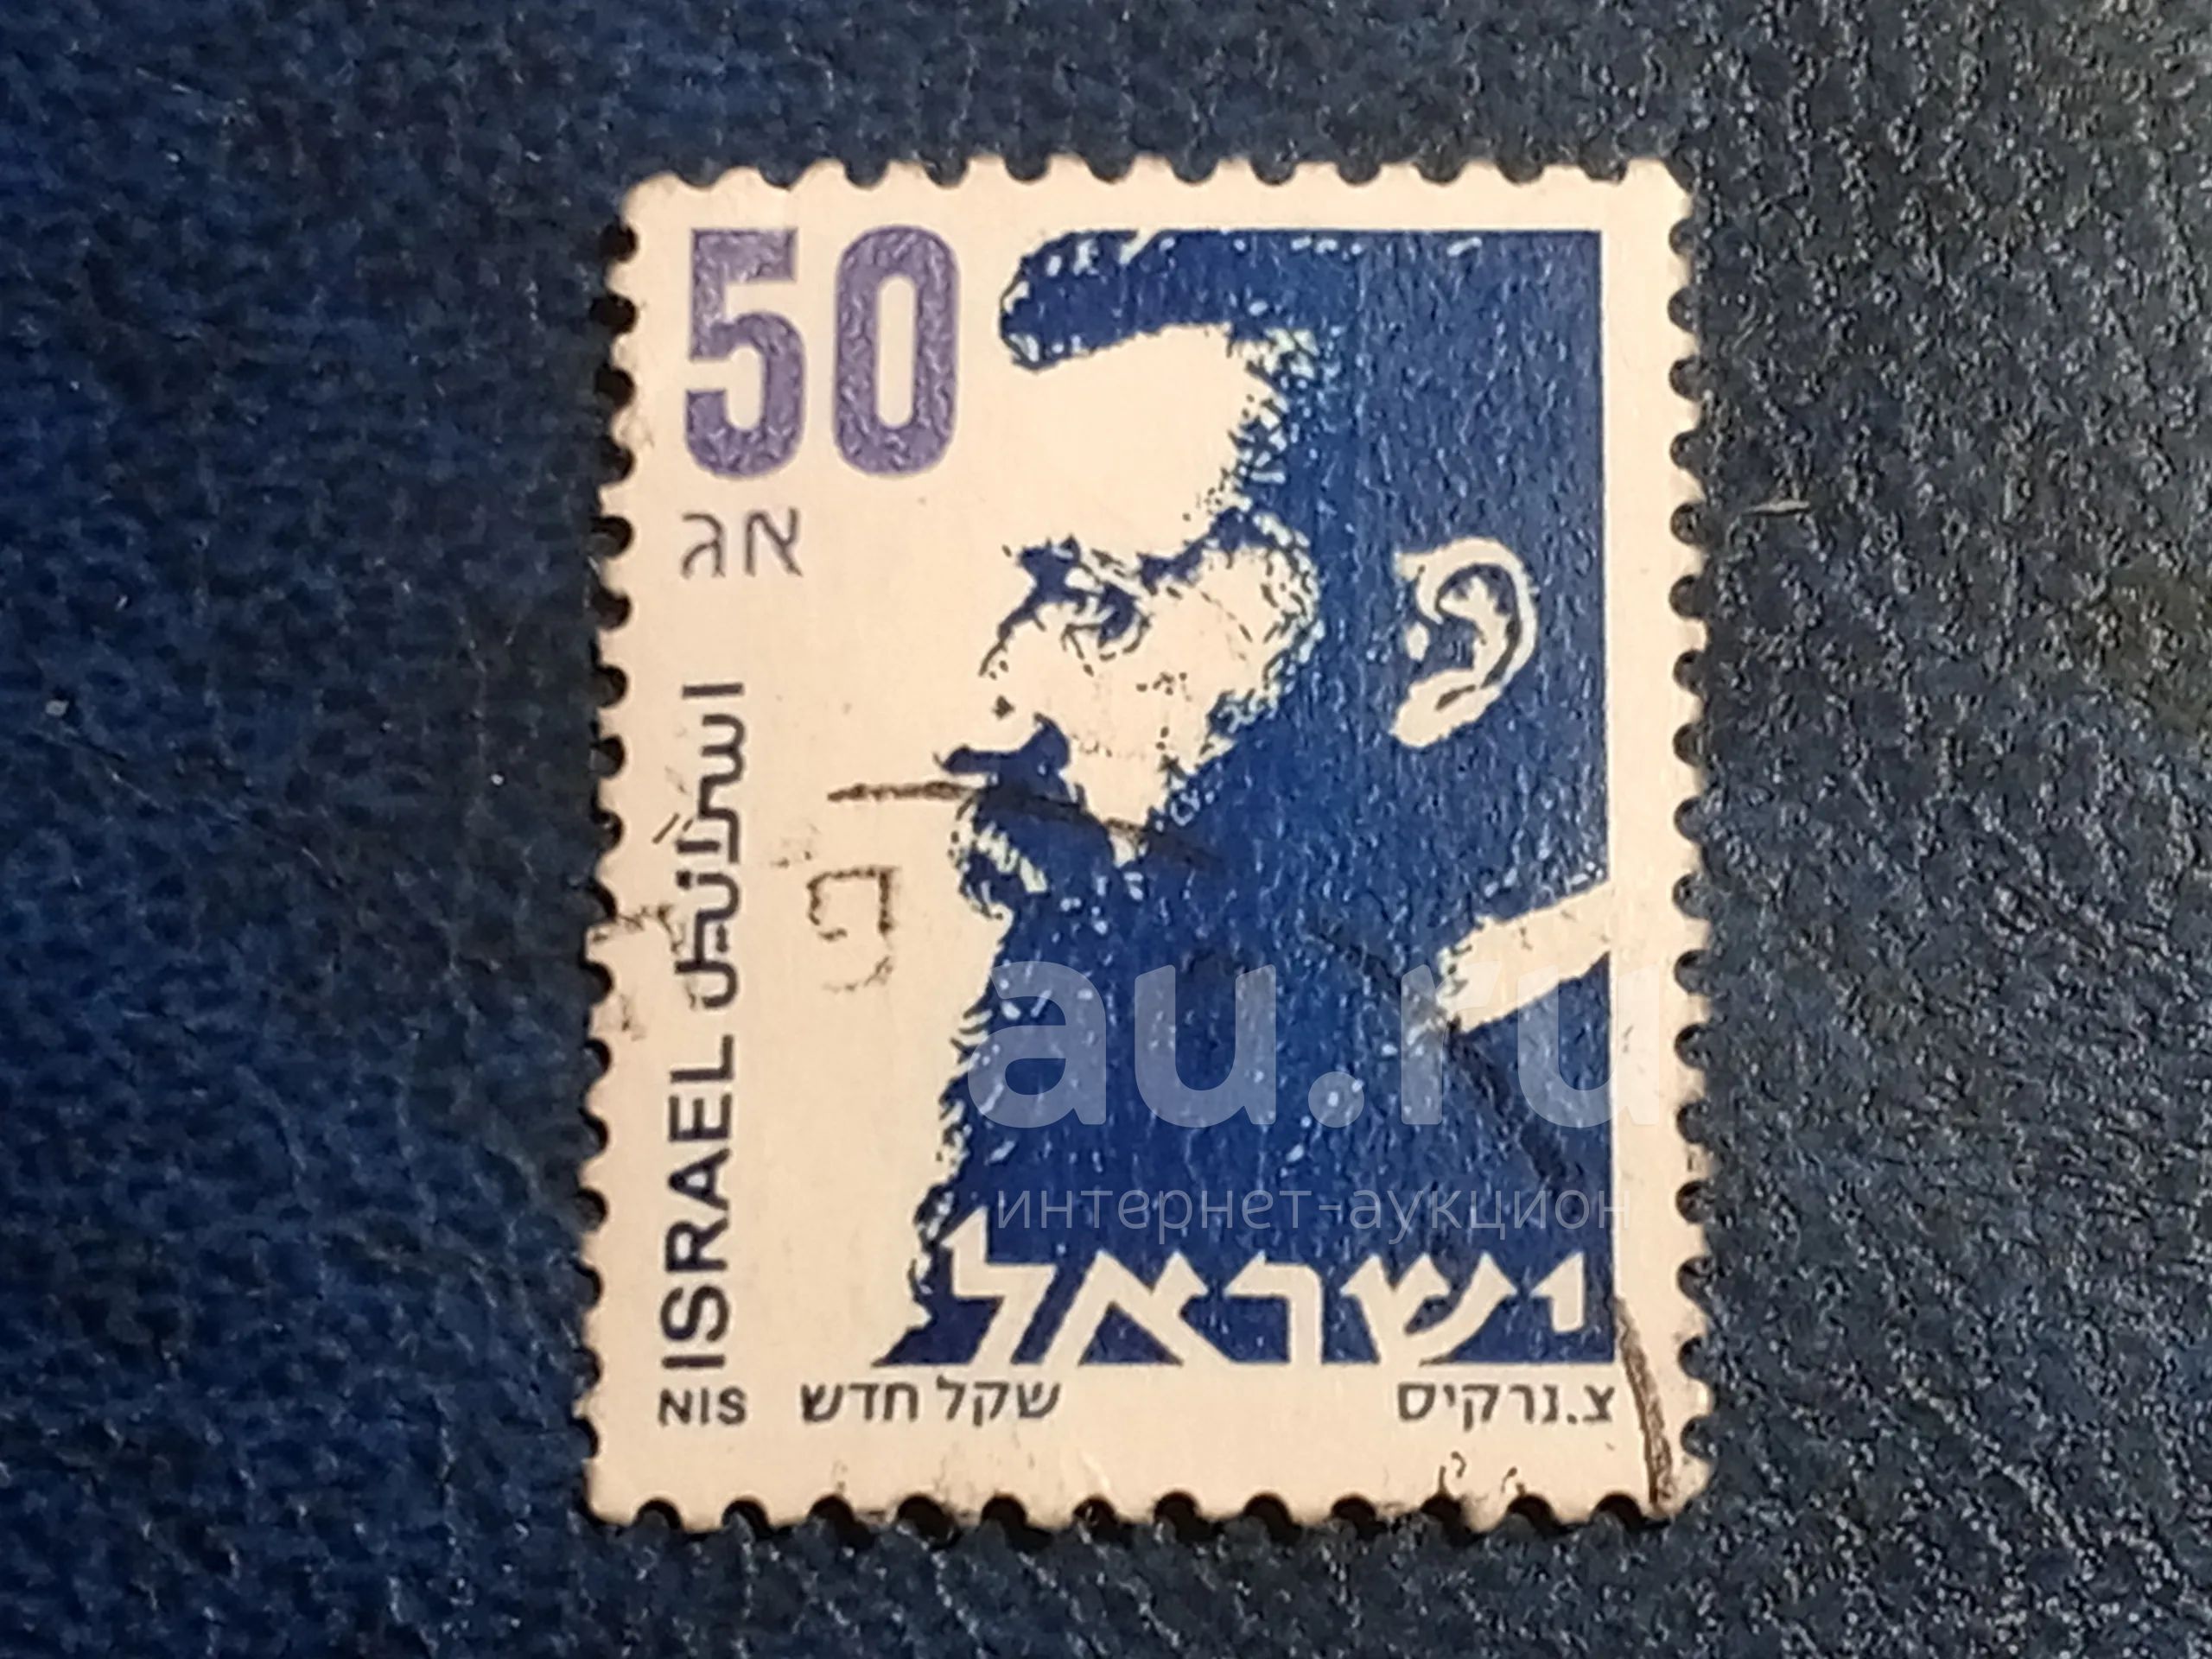 50
אג
اسرائيل
ISRAEL
ישראל
NIS
שקל חדש
צ.נרקיס
au.ru
интернет-аукцион